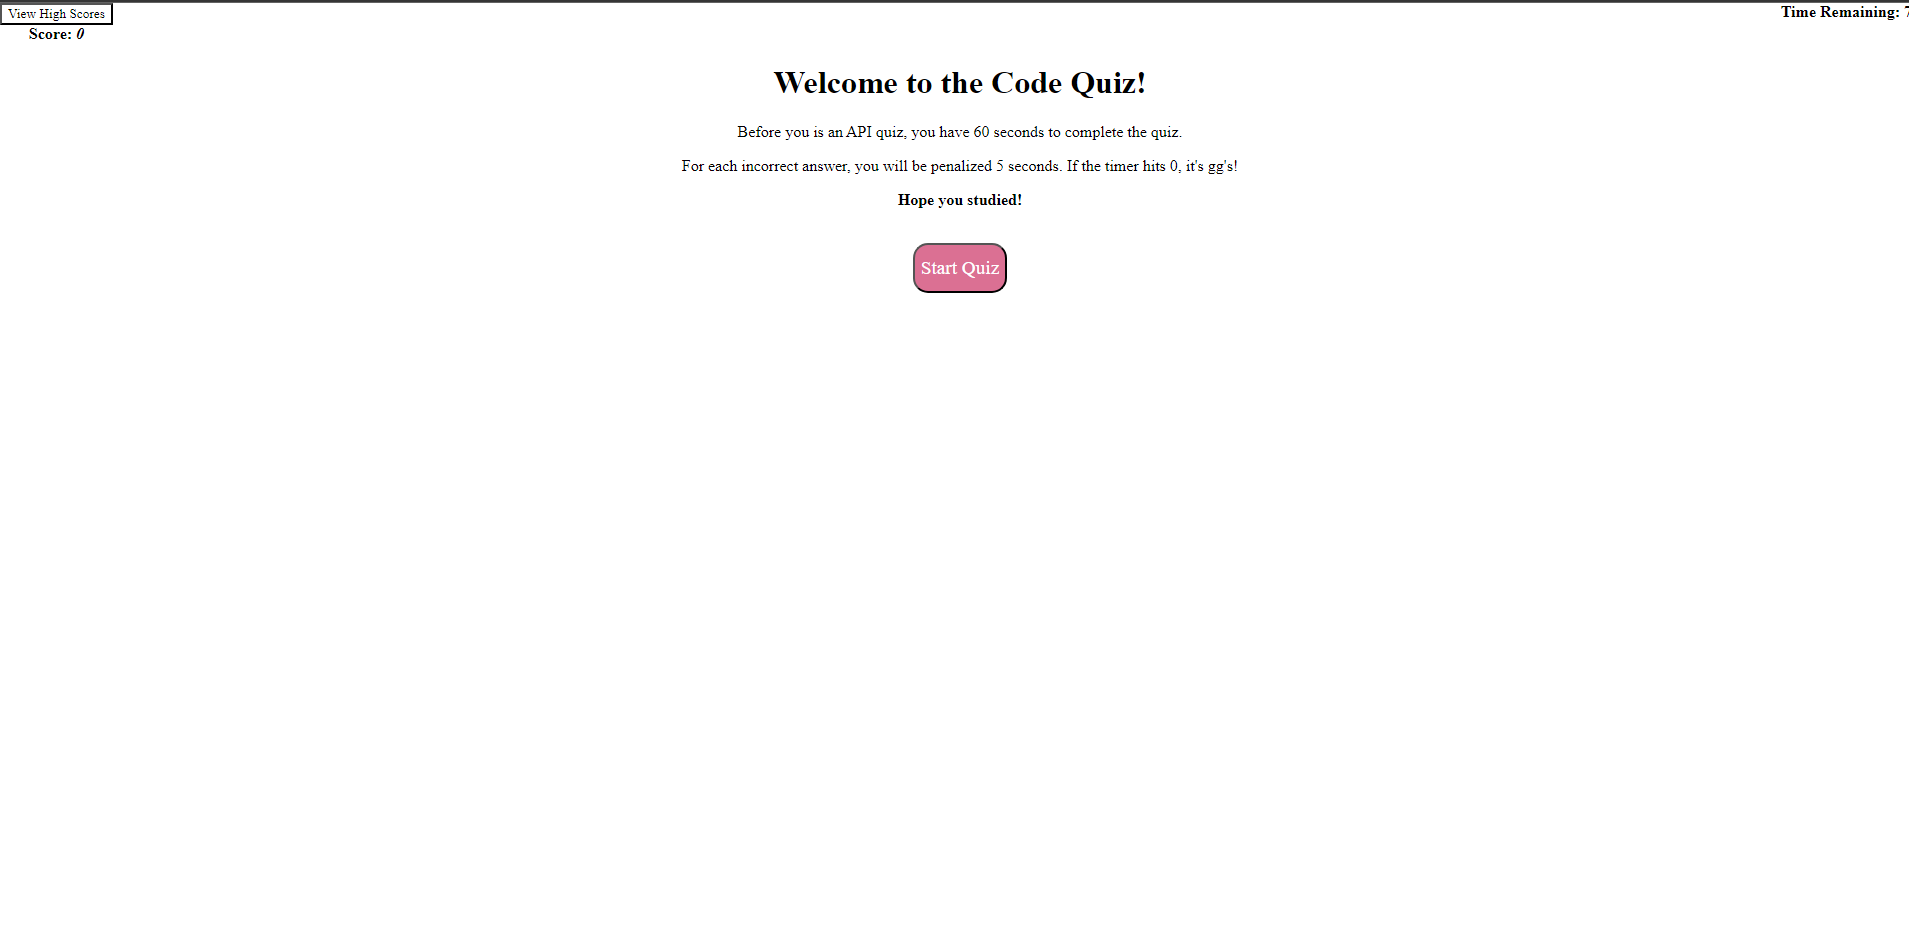 View High Scores
Time Remaining: 7
Score: 0
Welcome to the Code Quiz!
Before you is an API quiz, you have 60 seconds to complete the quiz.
For each incorrect answer, you will be penalized 5 seconds. If the timer hits 0, it's gg's!
Hope you studied!
Start Quiz